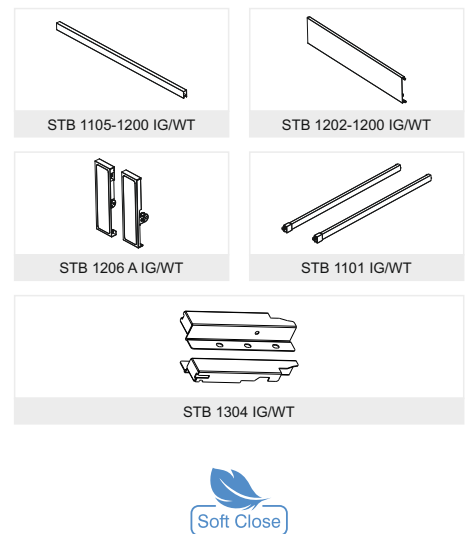 STB 1105-1200 IG/WT
STB 1202-1200 IG/WT
STB 1206 A IG/WT
STB 1101 IG/WT
STB 1304 IG/WT
Soft Close